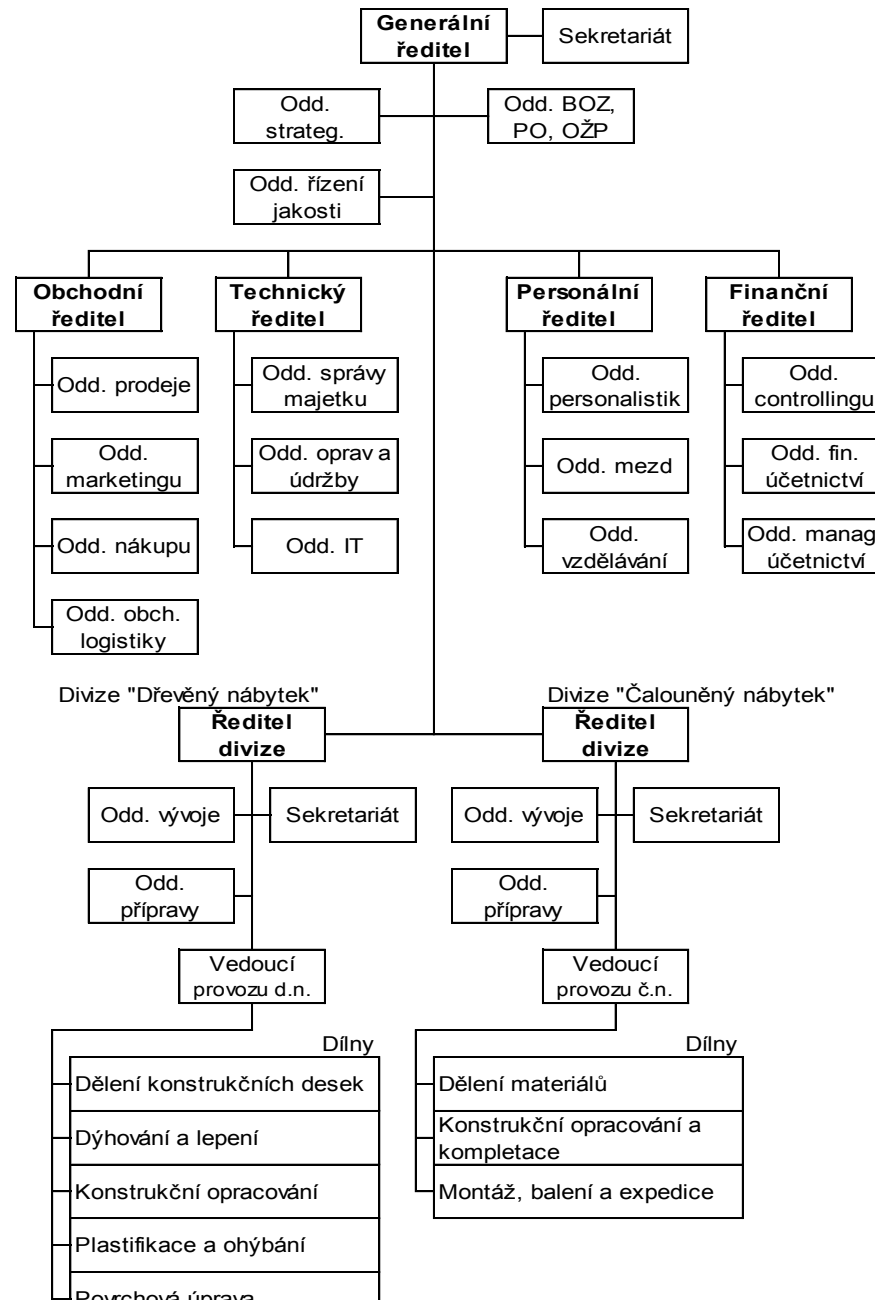 Generální
ředitel
Sekretariát
Odd.
strateg.
Odd. BOZ,
PO, OŽP
Odd. řízení
jakosti
Obchodní
ředitel
Technický
ředitel
Personální
ředitel
Finanční
ředitel
Odd. prodeje
Odd. správy
majetku
Odd.
personalistik
Odd.
controllingu
Odd.
marketingu
Odd. oprav a
údržby
Odd. mezd
Odd. fin.
účetnictví
Odd. nákupu
Odd. IT
Odd.
vzdělávání
Odd. manag
účetnictví
Odd. obch.
logistiky
Divize "Dřevěný nábytek"
Divize "Čalouněný nábytek"
Ředitel
divize
Ředitel
divize
Odd. vývoje
Sekretariát
Odd. vývoje
Sekretariát
Odd.
přípravy
Odd.
přípravy
Vedoucí
provozu d.n.
Vedoucí
provozu č.n.
Dílny
Dělení konstrukčních desek
Dýhování a lepení
Konstrukční opracování
Plastifikace a ohýbání
Povrchová úprava
Dílny
Dělení materiálů
Konstrukční opracování a
kompletace
Montáž, balení a expedice